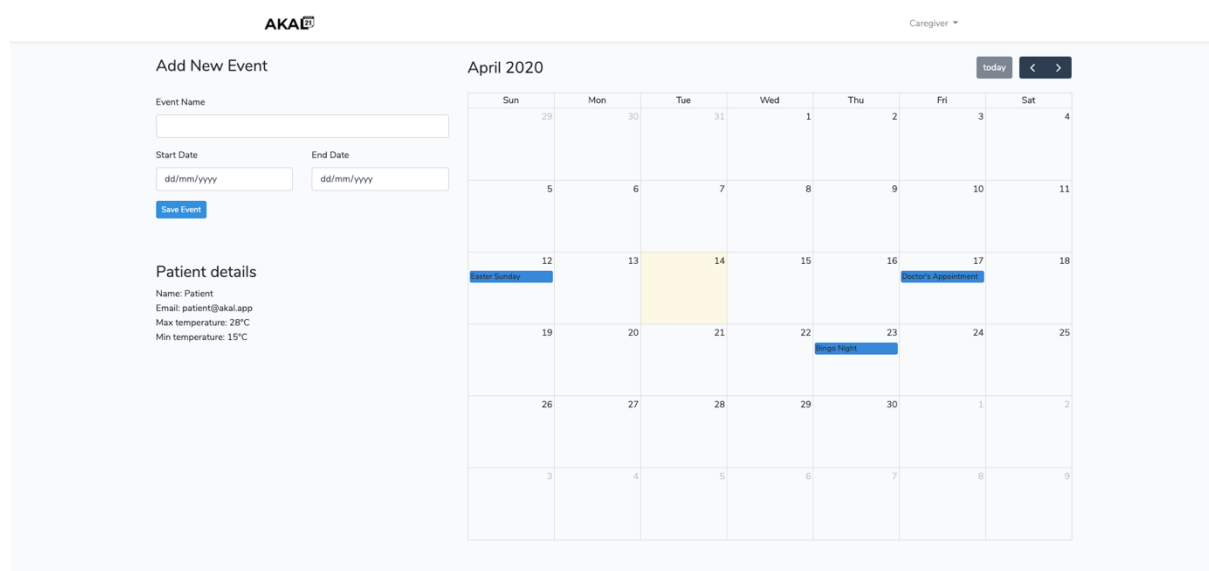 AKAL 21
Caregiver
Add New Event
Event Name
Start Date End Date
dd/mm/yyyy dd/mm/yyyy
Save Event
Patient details
Name: Patient
Email: patient@akal.app
Max temperature: 28°C
Min temperature: 15°C
April 2020
today < >
Sun Mon Tue Wed Thu Fri Sat
29 30 31 1 2 3 4
5 6 7 8 9 10 11
12 13 14 15 16 17 18
Easter Sunday Doctor's Appointment
19 20 21 22 23 24 25
Bingo Night
26 27 28 29 30 1 2
3 4 5 6 7 8 9